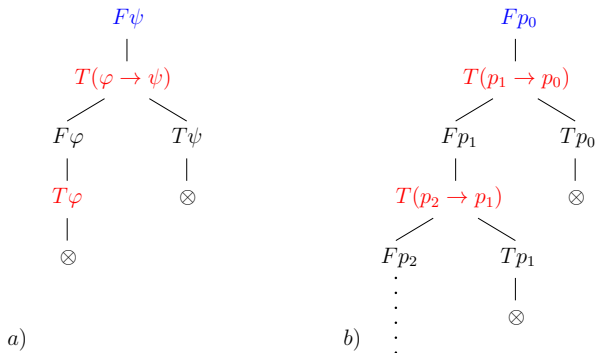 Fψ
T(φ → ψ)
Fφ Tψ
Tφ ⊗
⊗
a)
Fp₀
T(p₁ → p₀)
Fp₁ Tp₀
T(p₂ → p₁) ⊗
Fp₂ Tp₁
⊗
b)